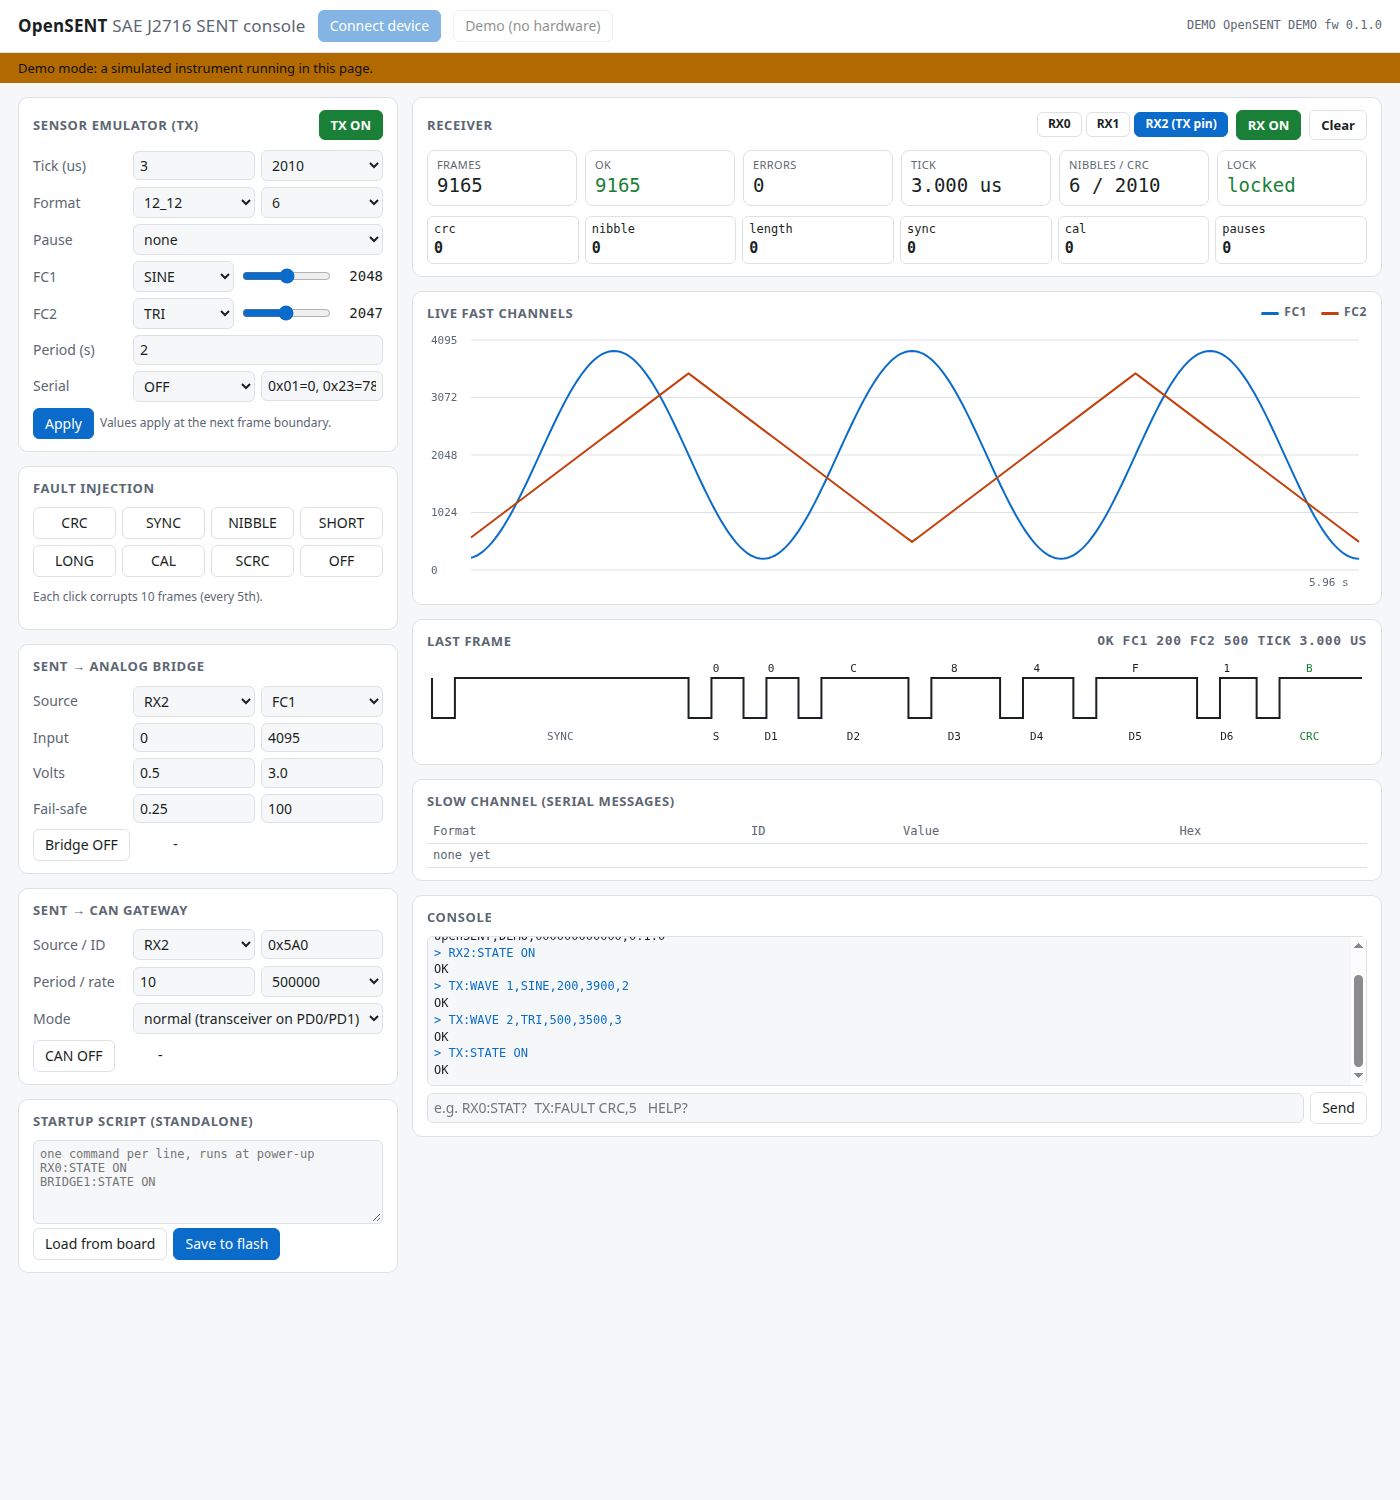 OpenSENT SAE J2716 SENT console
Connect device
Demo (no hardware)
DEMO OpenSENT DEMO fw 0.1.0
Demo mode: a simulated instrument running in this page.
SENSOR EMULATOR (TX)
TX ON
Tick (us)
3
2010
Format
12_12
6
Pause
none
FC1
SINE
2048
FC2
TRI
2047
Period (s)
2
Serial
OFF
0x01=0, 0x23=78
Apply
Values apply at the next frame boundary.
FAULT INJECTION
CRC
SYNC
NIBBLE
SHORT
LONG
CAL
SCRC
OFF
Each click corrupts 10 frames (every 5th).
SENT → ANALOG BRIDGE
Source
RX2
FC1
Input
0
4095
Volts
0.5
3.0
Fail-safe
0.25
100
Bridge OFF
-
SENT → CAN GATEWAY
Source / ID
RX2
0x5A0
Period / rate
10
500000
Mode
normal (transceiver on PD0/PD1)
CAN OFF
-
STARTUP SCRIPT (STANDALONE)
one command per line, runs at power-up
RX0:STATE ON
BRIDGE1:STATE ON
Load from board
Save to flash
RECEIVER
RX0
RX1
RX2 (TX pin)
RX ON
Clear
FRAMES
9165
OK
9165
ERRORS
0
TICK
3.000 us
NIBBLES / CRC
6 / 2010
LOCK
locked
crc
0
nibble
0
length
0
sync
0
cal
0
pauses
0
LIVE FAST CHANNELS
FC1
FC2
4095
3072
2048
1024
0
5.96 s
LAST FRAME
OK FC1 200 FC2 500 TICK 3.000 US
0 0 C 8 4 F 1 B
SYNC S D1 D2 D3 D4 D5 D6 CRC
SLOW CHANNEL (SERIAL MESSAGES)
Format ID Value Hex
none yet
CONSOLE
OpenSENT,DEMO,000000000000,0.1.0
> RX2:STATE ON
OK
> TX:WAVE 1,SINE,200,3900,2
OK
> TX:WAVE 2,TRI,500,3500,3
OK
> TX:STATE ON
OK
e.g. RX0:STAT? TX:FAULT CRC,5 HELP?
Send